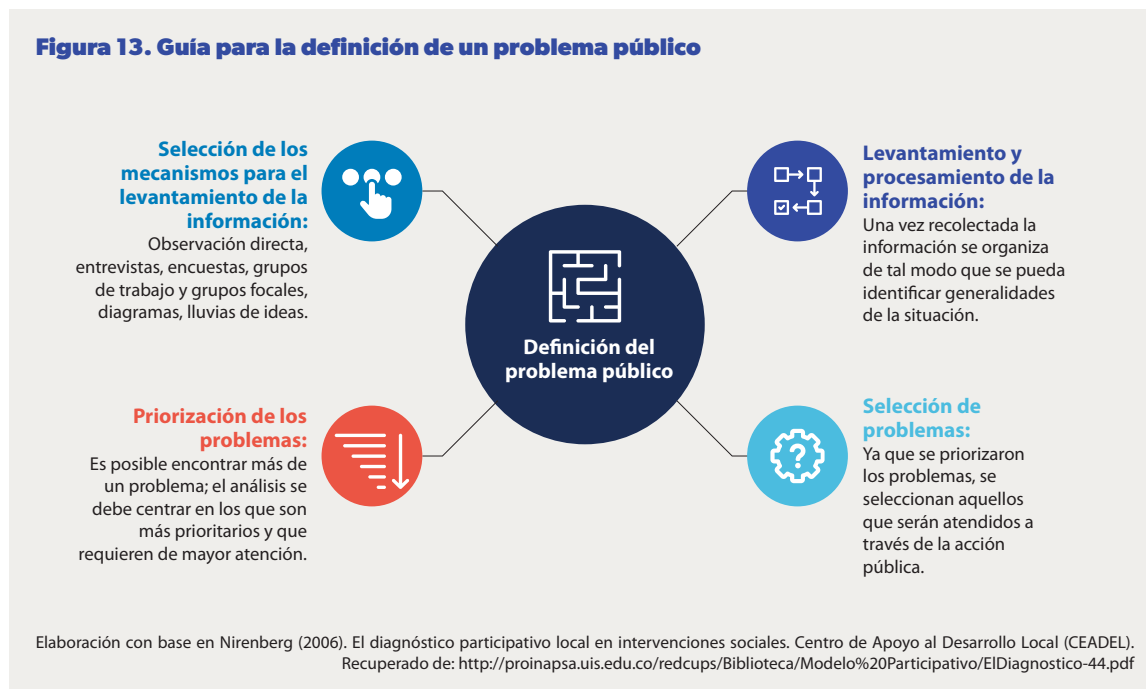 Figura 13. Guía para la definición de un problema público
Selección de los
mecanismos para el
levantamiento de la
información:
Observación directa,
entrevistas, encuestas, grupos
de trabajo y grupos focales,
diagramas, lluvias de ideas.
Levantamiento y
procesamiento de la
información:
Una vez recolectada la
información se organiza
de tal modo que se pueda
identificar generalidades
de la situación.
Definición del
problema público
Priorización de los
problemas:
Es posible encontrar más de
un problema; el análisis se
debe centrar en los que son
más prioritarios y que
requieren de mayor atención.
Selección de
problemas:
Ya que se priorizaron
los problemas, se
seleccionan aquellos
que serán atendidos a
través de la acción
pública.
Elaboración con base en Nirenberg (2006). El diagnóstico participativo local en intervenciones sociales. Centro de Apoyo al Desarrollo Local (CEADEL).
Recuperado de: http://proinapsa.uis.edu.co/redcups/Biblioteca/Modelo%20Participativo/ElDiagnostico-44.pdf